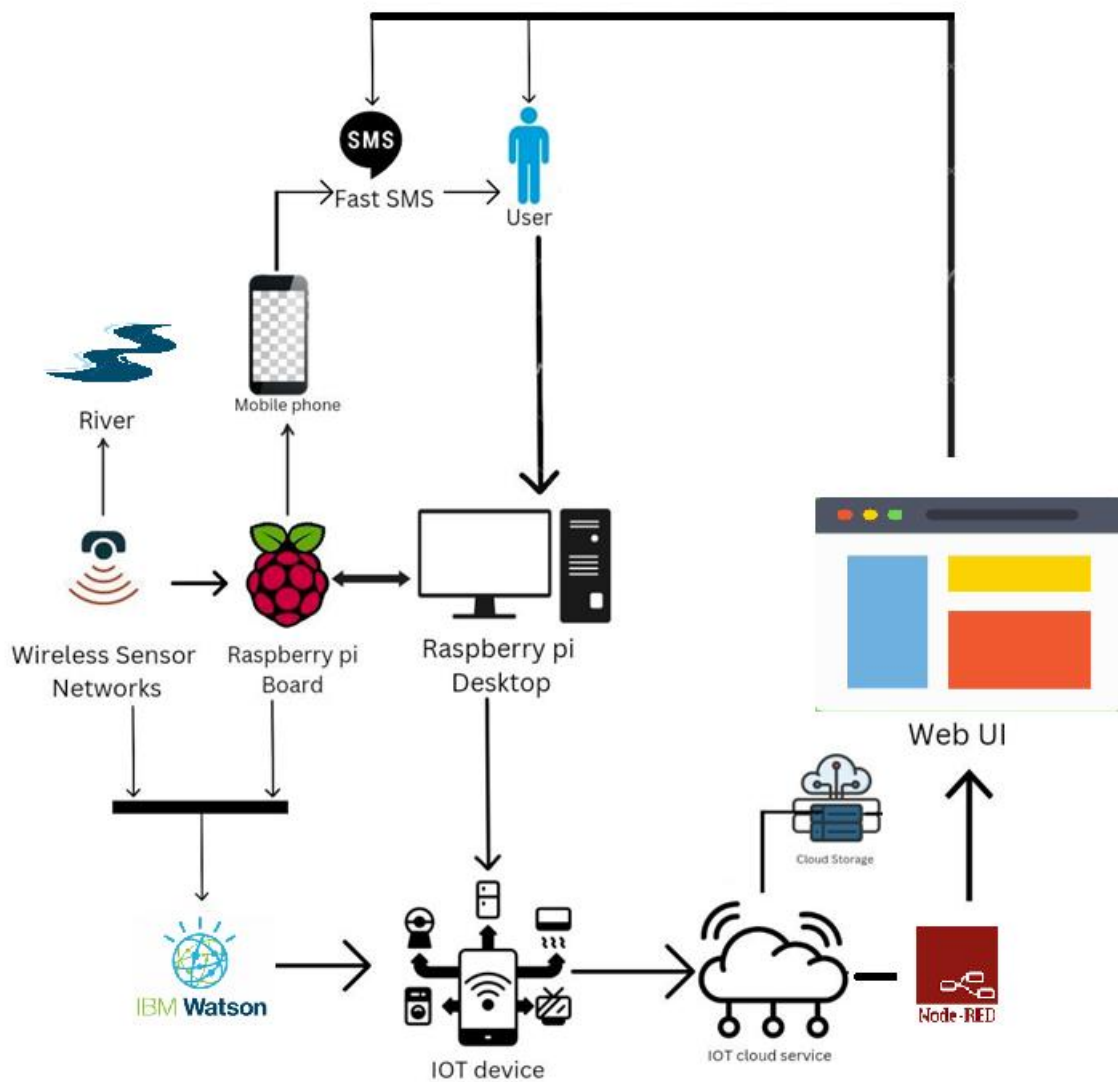 SMS
Fast SMS
User
River
Mobile phone
Wireless Sensor
Networks
Raspberry pi
Board
Raspberry pi
Desktop
Web UI
Cloud Storage
IBM Watson
IOT device
IOT cloud service
Node-RED